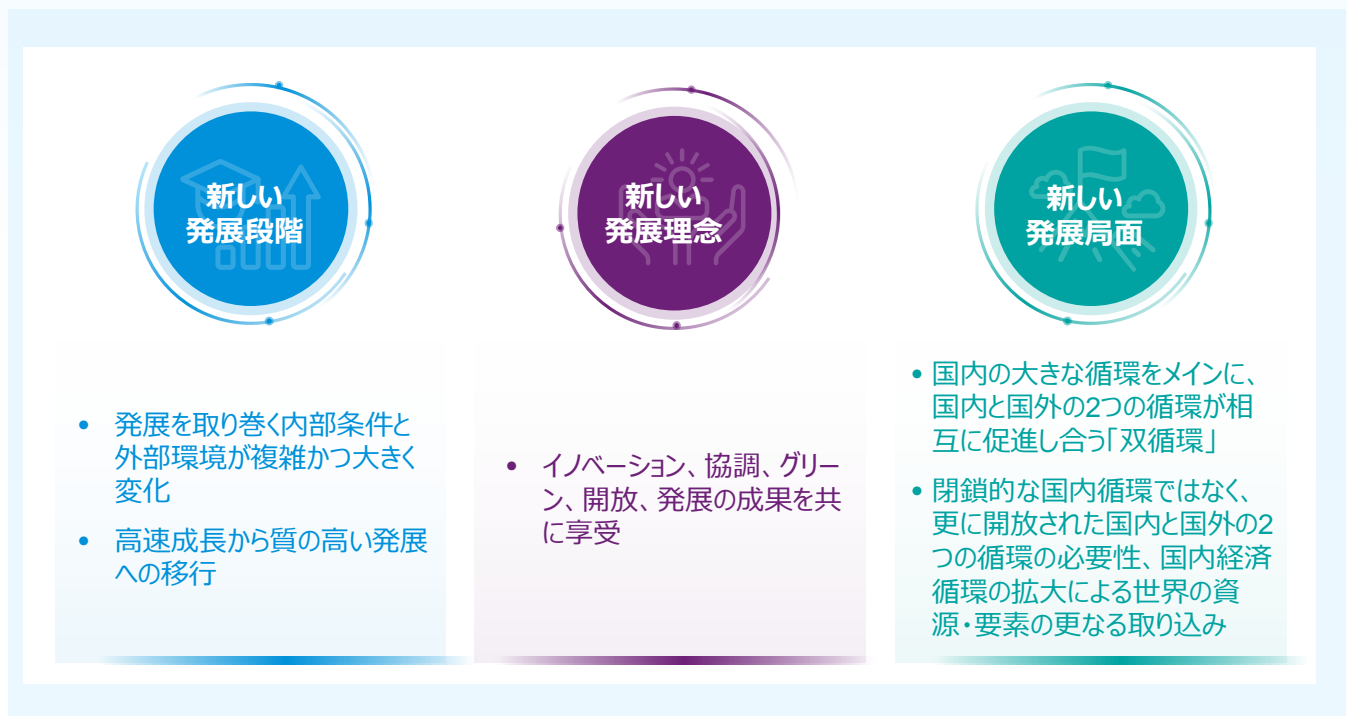 新しい
発展段階
新しい
発展理念
新しい
発展局面
• 発展を取り巻く内部条件と
外部環境が複雑かつ大きく
変化
• 高速成長から質の高い発展
への移行
• イノベーション、協調、グリー
ン、開放、発展の成果を共
に享受
• 国内の大きな循環をメインに、
国内と国外の2つの循環が相
互に促進し合う「双循環」
• 閉鎖的な国内循環ではなく、
更に開放された国内と国外の2
つの循環の必要性、国内経済
循環の拡大による世界の資
源・要素の更なる取り込み